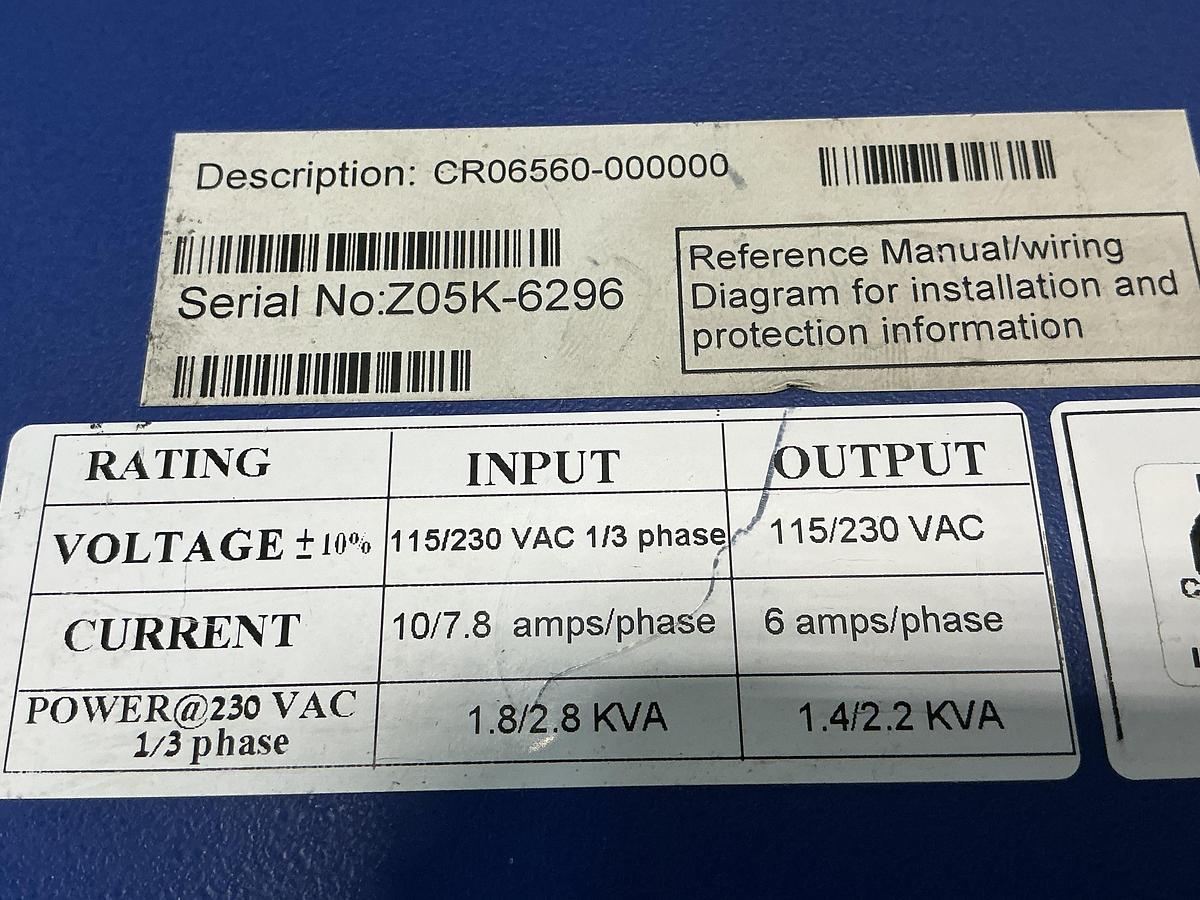 Description: CR06560-000000
Serial No:Z05K-6296
Reference Manual/wiring
Diagram for installation and
protection information
RATING INPUT OUTPUT
VOLTAGE ±10% 115/230 VAC 1/3 phase 115/230 VAC
CURRENT 10/7.8 amps/phase 6 amps/phase
POWER@230 VAC
1/3 phase 1.8/2.8 KVA 1.4/2.2 KVA